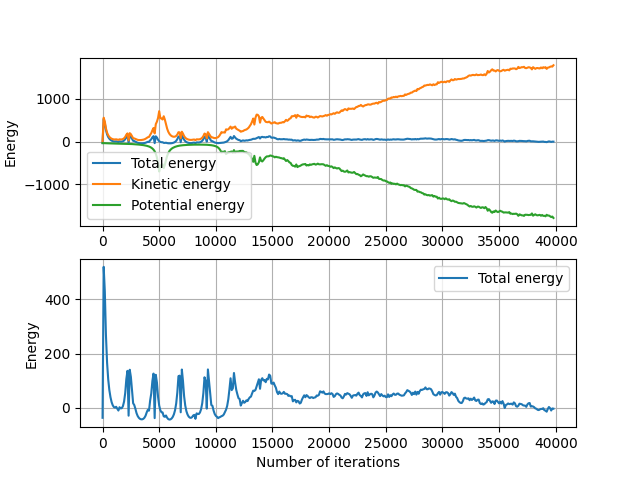 Energy
1000
0
−1000
Total energy
Kinetic energy
Potential energy
0 5000 10000 15000 20000 25000 30000 35000 40000
Energy
400
200
0
Total energy
0 5000 10000 15000 20000 25000 30000 35000 40000
Number of iterations